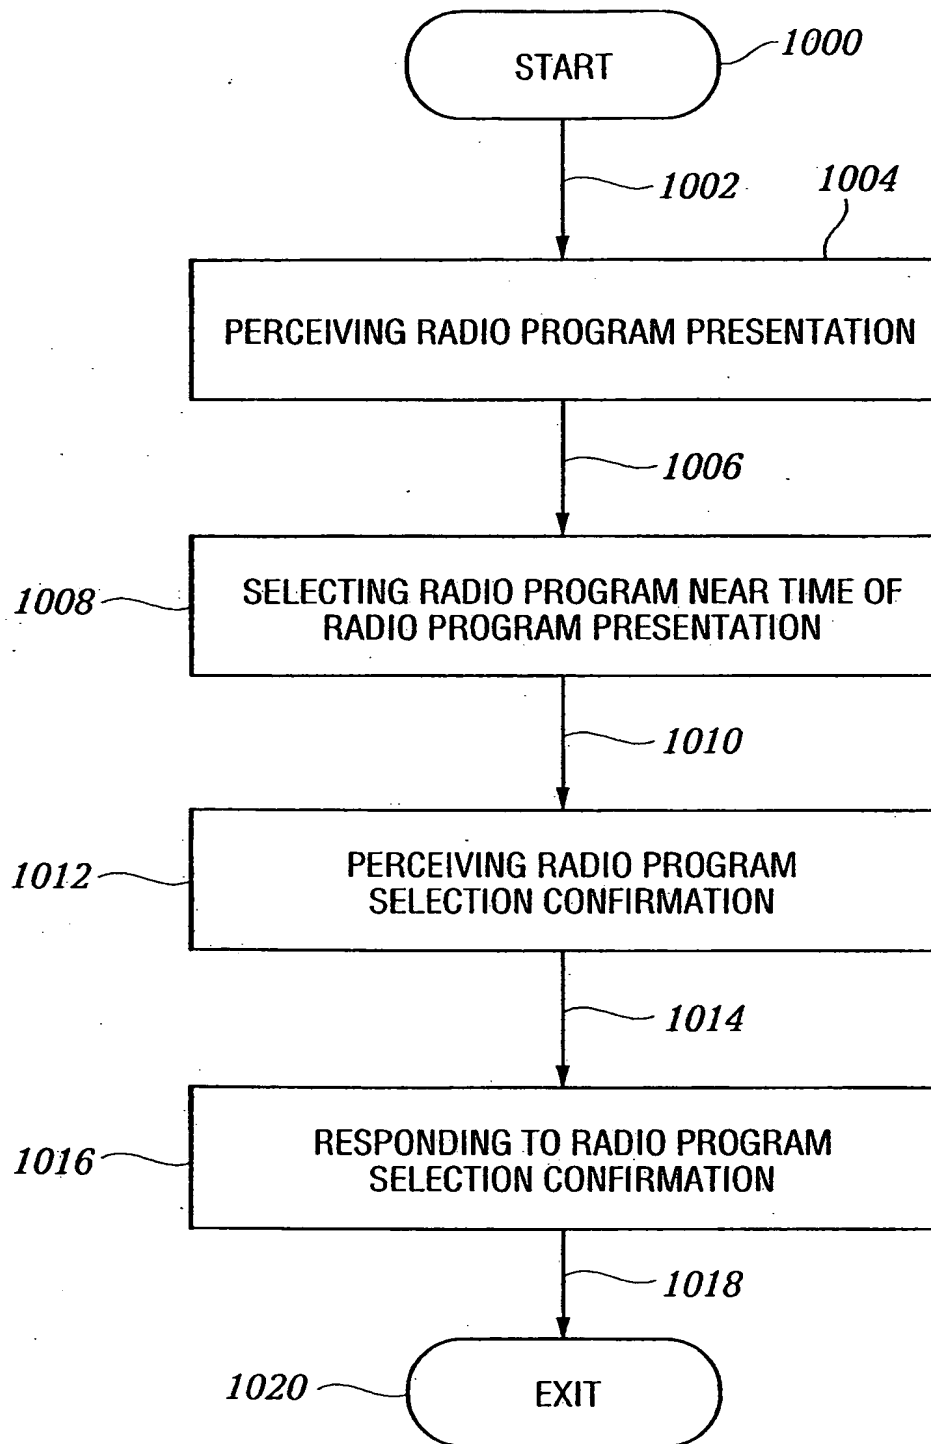 START
1000
1002
1004
PERCEIVING RADIO PROGRAM PRESENTATION
1006
1008
SELECTING RADIO PROGRAM NEAR TIME OF
RADIO PROGRAM PRESENTATION
1010
1012
PERCEIVING RADIO PROGRAM
SELECTION CONFIRMATION
1014
1016
RESPONDING TO RADIO PROGRAM
SELECTION CONFIRMATION
1018
1020
EXIT